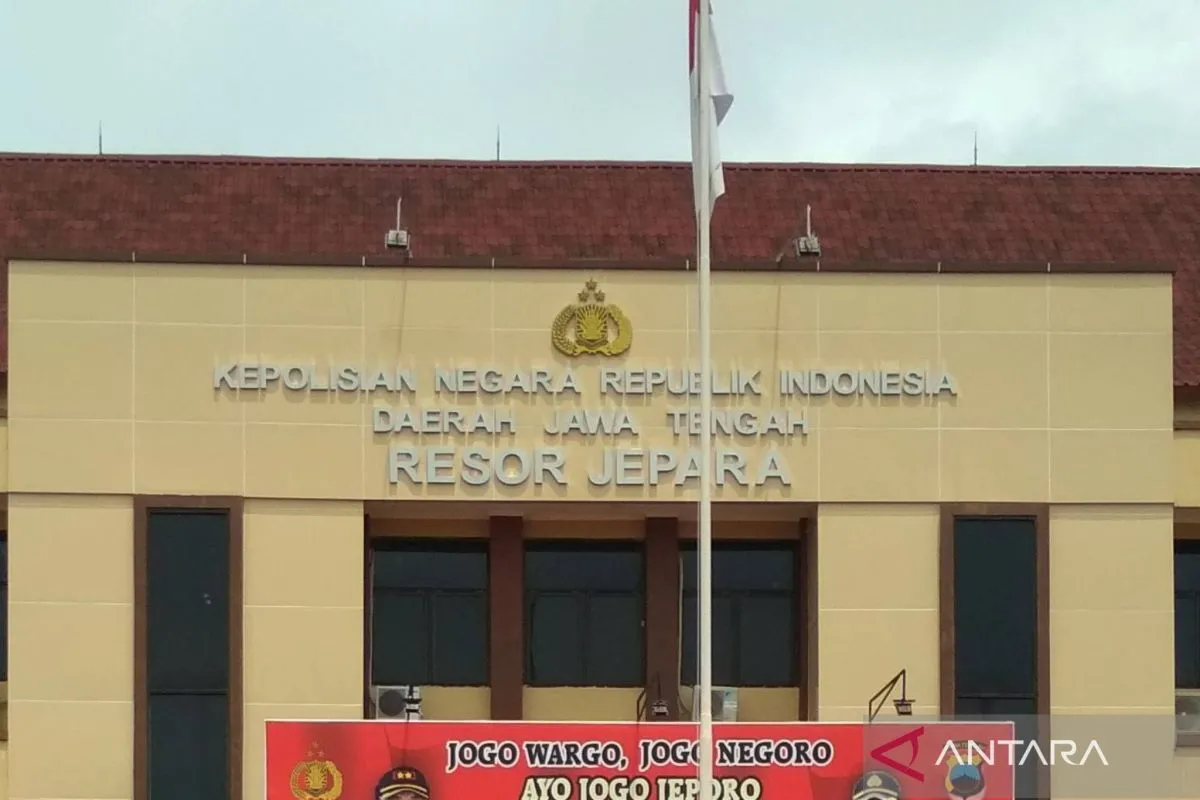 KEPOLISIAN NEGARA REPUBLIK INDONESIA
DAERAH JAWA TENGAH
RESOR JEPARA
JOGO WARGO, JOGO NEGORO
AYO JOGO JEPORO
ANTARA